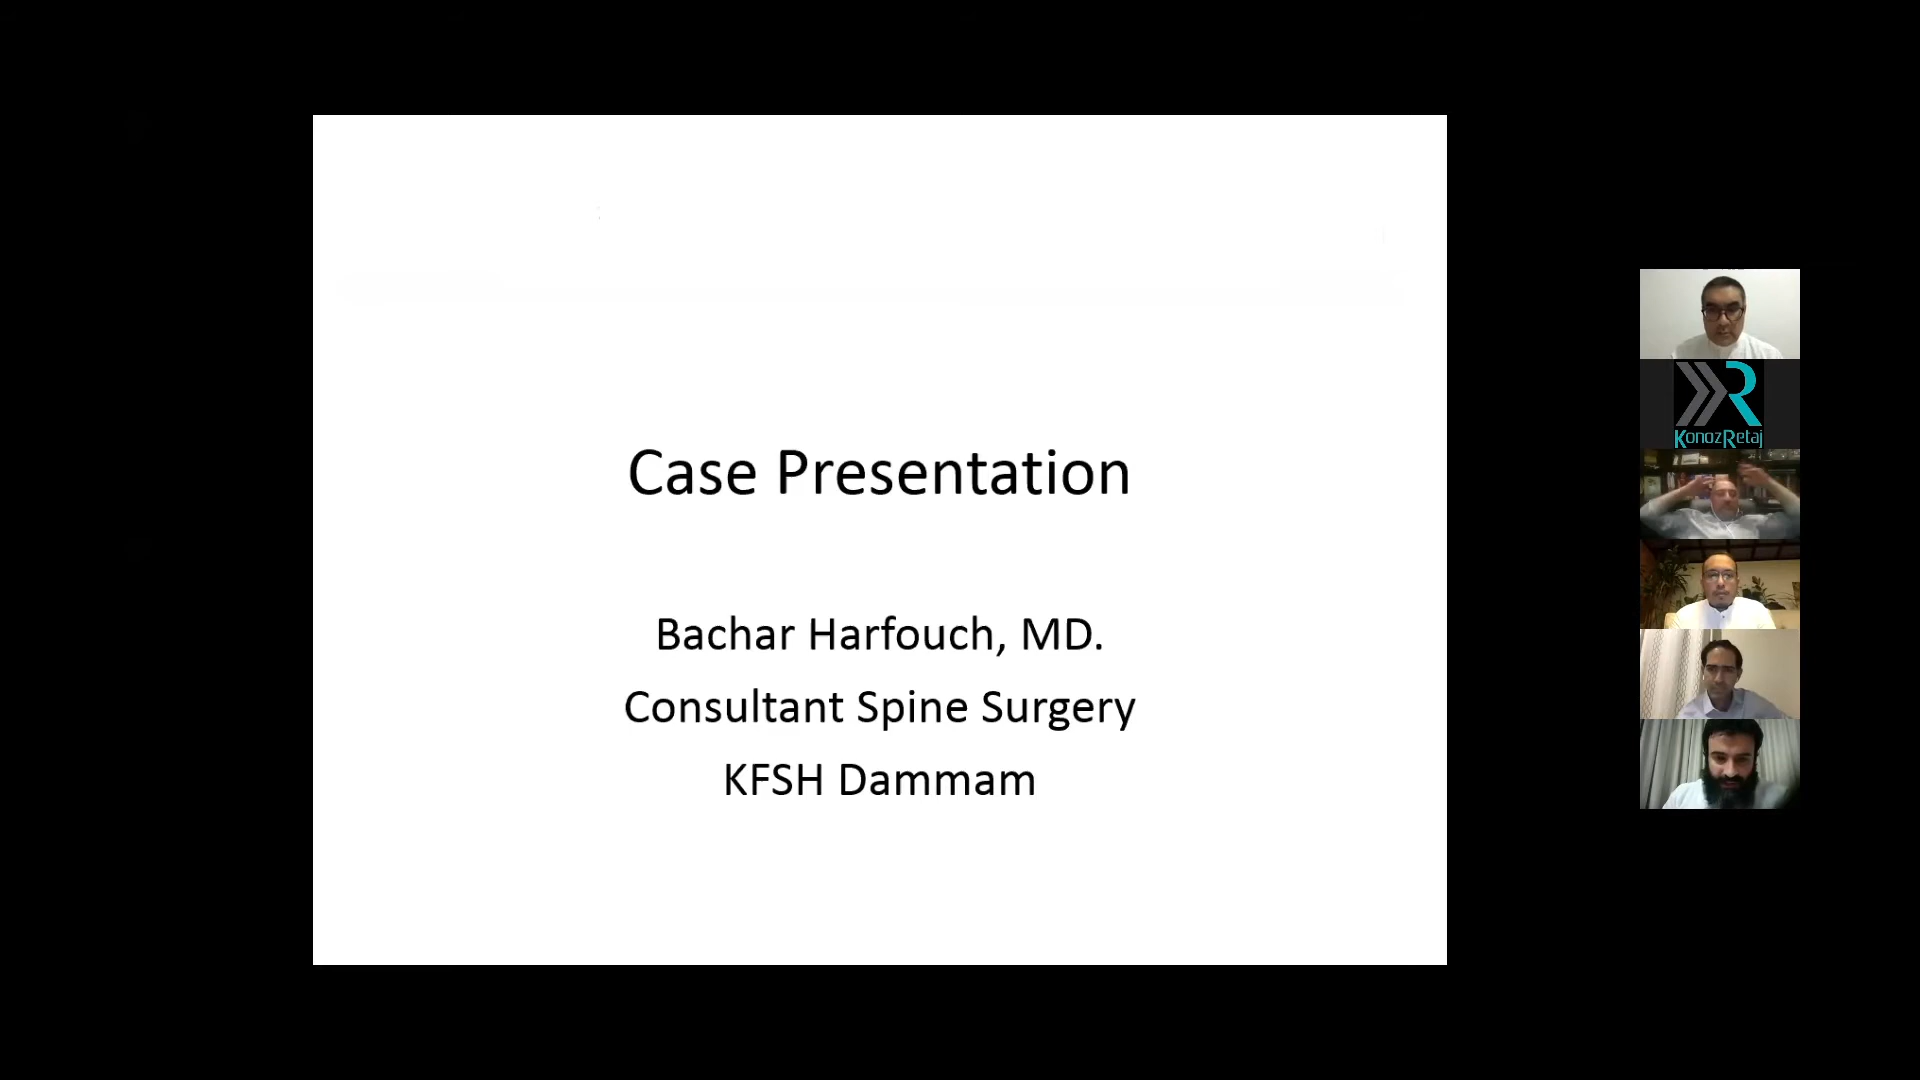 Case Presentation
Bachar Harfouch, MD.
Consultant Spine Surgery
KFSH Dammam
KonozRetaj